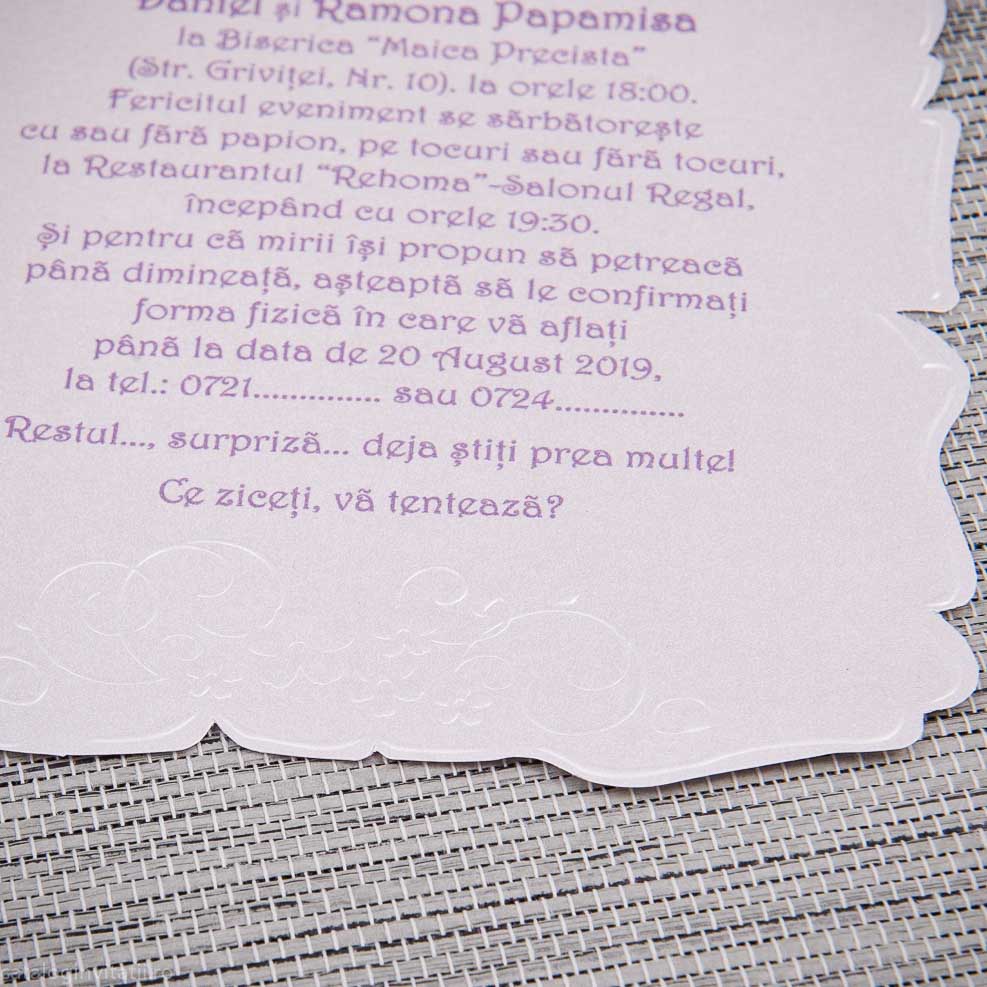 Daniel și Ramona Papamisa
la Biserica “Maica Precista”
(Str. Griviței, Nr. 10), la orele 18:00.
Fericitul eveniment se sărbătorește
cu sau fără papion, pe tocuri sau fără tocuri,
la Restaurantul “Rehoma”-Salonul Regal,
începând cu orele 19:30.
Și pentru că mirii își propun să petreacă
până dimineață, așteaptă să le confirmați
forma fizică în care vă aflați
până la data de 20 August 2019,
la tel.: 0721.............. sau 0724..............
Restul..., surpriză... deja știți prea multe!
Ce ziceți, vă tentează?